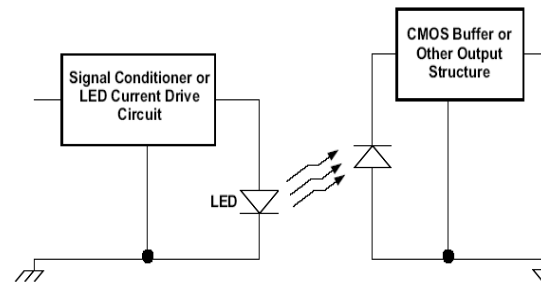 Signal Conditioner or
LED Current Drive
Circuit
LED
CMOS Buffer or
Other Output
Structure